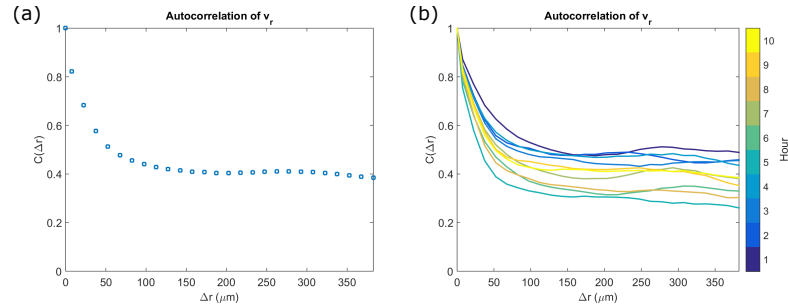 (a)
Autocorrelation of v_r
1
0.8
0.6
0.4
0.2
0
C(Δr)
0 50 100 150 200 250 300 350
Δr (μm)
(b)
Autocorrelation of v_r
1
0.8
0.6
0.4
0.2
0
C(Δr)
0 50 100 150 200 250 300 350
Δr (μm)
10
9
8
7
6
5
4
3
2
1
Hour